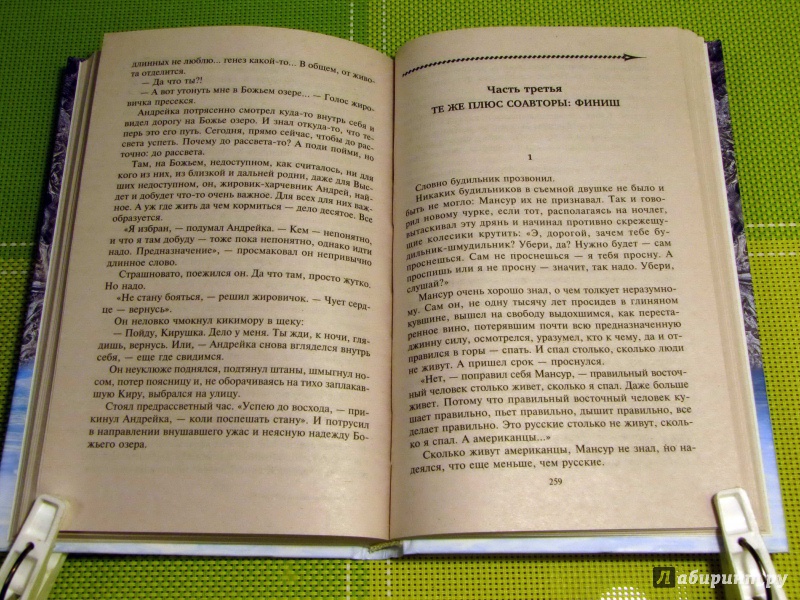 длинных не люблю... генез какой-то... В общем, от живо-
та отделится.
— Да что ты?!
— А вот утонуть мне в Божьем озере... — Голос жиро-
вичка пресекся.
Андрейка потрясенно смотрел куда-то внутрь себя и
видел дорогу на Божье озеро. И знал откуда-то, что те-
перь это его путь. Сегодня, прямо сейчас, чтобы до рас-
света успеть. Почему до рассвета-то? А поди пойми, но
точно: до рассвета.
Там, на Божьем, недоступном, как считалось, ни для
кого из них, из близкой и дальней родни, даже для Выс-
ших недоступном, он, жировик-харчевник Андрей, най-
дет и добудет что-то очень важное. Для всех для них важ-
ное. А уж где жить да чем кормиться — дело десятое. Все
образуется.
«Я избран, — подумал Андрейка. — Кем — непонятно,
и что я там добуду — тоже пока непонятно, однако идти
надо. Предназначение», — просмаковал он непривычно
длинное слово.
Страшновато, поежился он. Да что там, просто жутко.
Но надо.
«Не стану бояться, — решил жировичок. — Чует серд-
це — вернусь».
Он неловко чмокнул кикимору в щеку:
— Пойду, Кирушка. Дело у меня. Ты жди, к ночи, гля-
дишь, вернусь. Или, — Андрейка снова вгляделся внутрь
себя, — еще где свидимся.
Он неуклюже поднялся, подтянул штаны, шмыгнул но-
сом, потер поясницу и, не оборачиваясь на тихо заплакав-
шую Киру, выбрался на улицу.
Стоял предрассветный час. «Успею до восхода, — при-
кинул Андрейка, — коли поспешать стану». И потрусил
в направлении внушавшего ужас и неясную надежду Бо-
жьего озера.
Часть третья
ТЕ ЖЕ ПЛЮС СОАВТОРЫ: ФИНИШ
1
Словно будильник прозвонил.
Никаких будильников в съемной двушке не было и
быть не могло: Мансур их не признавал. Так и гово-
рил новому чурке, если тот, располагаясь на ночлег,
вытаскивал эту дрянь и начинал противно скрежещу-
щие колесики крутить: «Э, дорогой, зачем тебе бу-
дильник-шмудильник? Убери, да? Нужно будет — сам
проснешься. Сам не проснешься — я тебя просну. А
проспишь или я не просну — значит, так надо. Убери,
слушай?»
Мансур очень хорошо знал, о чем толкует неразумно-
му. Сам он, не одну тысячу лет просидев в глиняном
кувшине, вышел на свободу выдохшимся, как переста-
ренное вино, потерявшим почти всю предназначенную
джинну силу, осмотрелся, уразумел, кто к чему, да и от-
правился в горы — спать. И спал столько, сколько люди
не живут. А пришел срок — проснулся.
«Нет, — поправил себя Мансур, — правильный восточ-
ный человек столько живет, сколько я спал. Даже больше
живет. Потому что правильный восточный человек ку-
шает правильно, пьет правильно, дышит правильно, все
делает правильно. Это русские столько не живут, сколь-
ко я спал. А американцы...»
Сколько живут американцы, Мансур не знал, но на-
деялся, что еще меньше, чем русские.
259
Лабиринт.ру